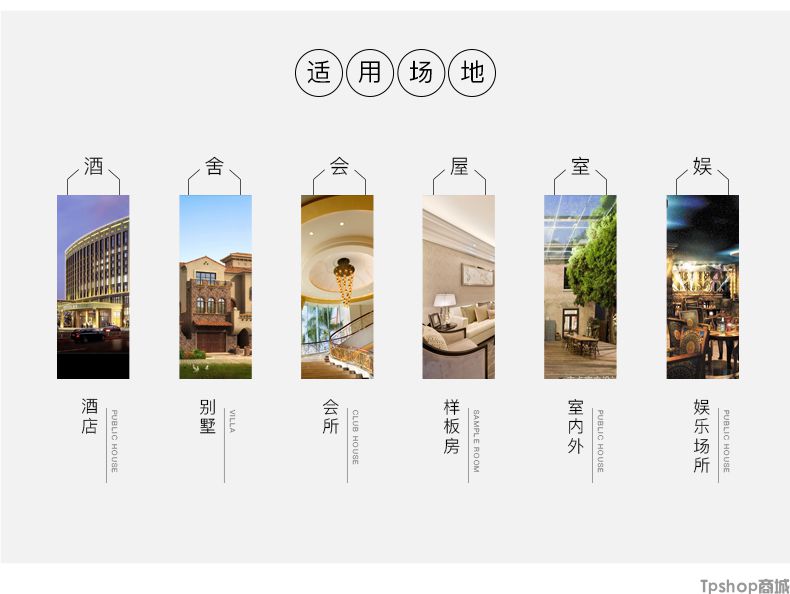 适用场地
酒
舍
会
屋
室
娱
酒店
PUBLIC HOUSE
别墅
VILLA
会所
CLUB HOUSE
样板房
SAMPLE ROOM
室内外
PUBLIC HOUSE
娱乐场所
PUBLIC HOUSE
Tpshop商城